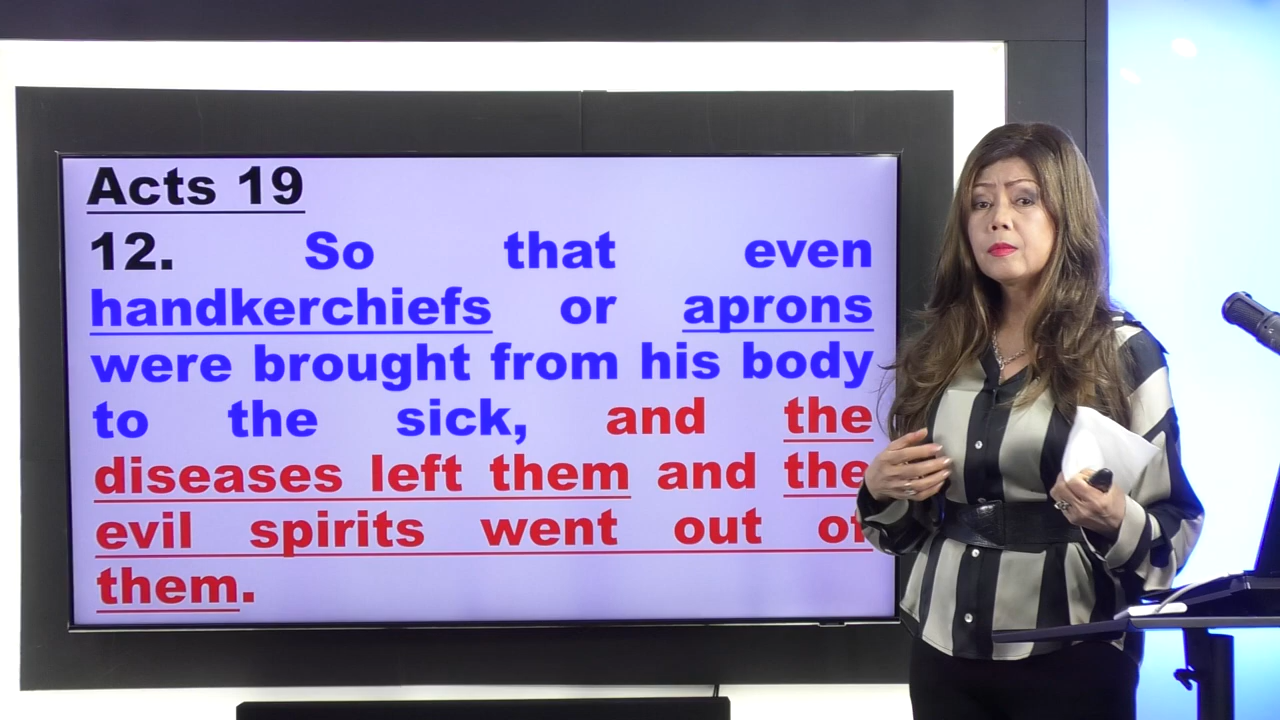 Acts 19
12. So that even
handkerchiefs or aprons
were brought from his body
to the sick, and the
diseases left them and the
evil spirits went out of
them.